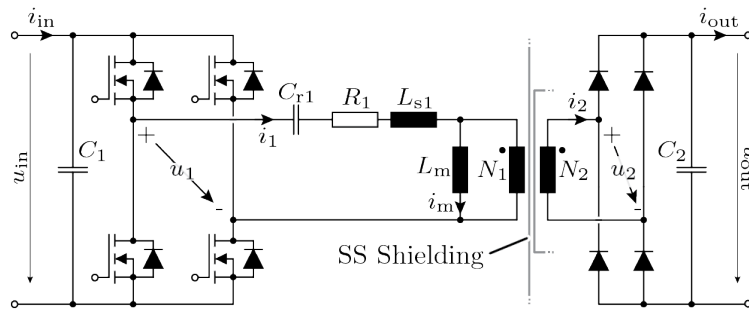 i_in
i_out
C_r1
R_1
L_s1
i_2
+
i_1
+
u_in
C_1
u_1
L_m
N_1
N_2
u_2
C_2
u_out
-
i_m
-
SS Shielding